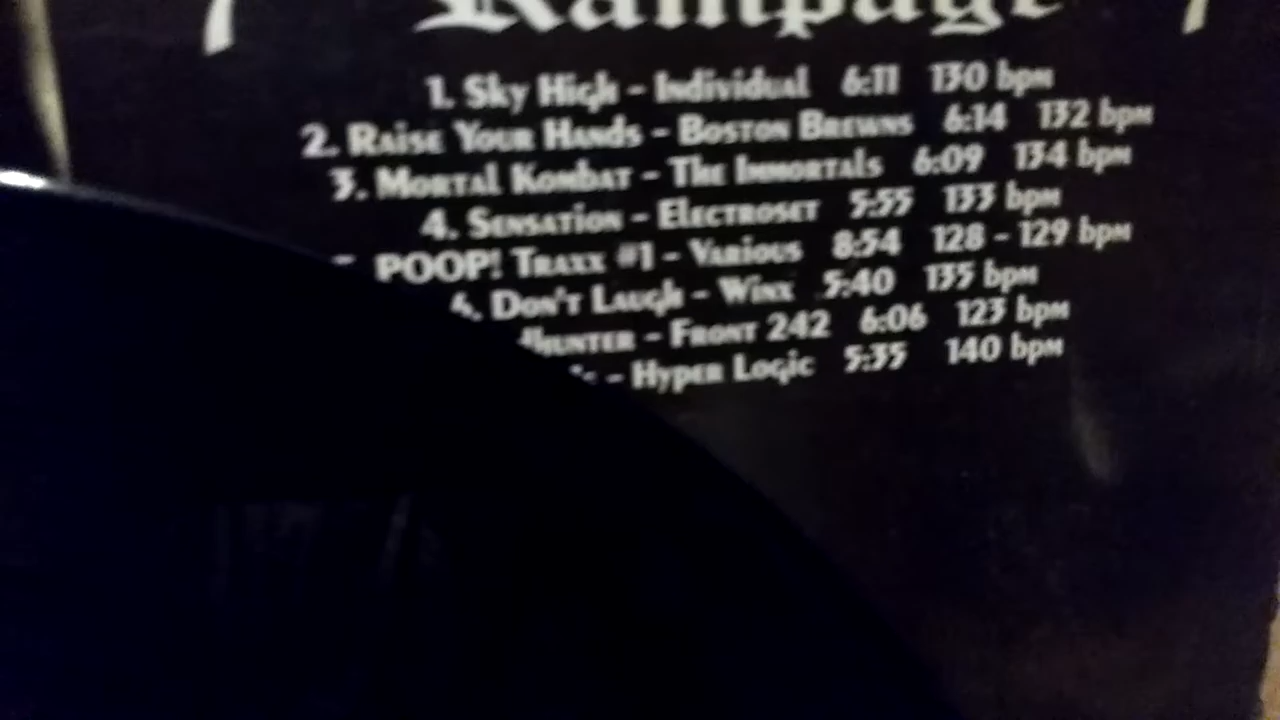 Rampage
1. Sky High - Individual 6:11 130 bpm
2. Raise Your Hands - Boston Brewns 6:14 132 bpm
3. Mortal Kombat - The Immortals 6:09 134 bpm
4. Sensation - Electroset 5:55 133 bpm
POOP! Traxx #1 - Various 8:54 128 - 129 bpm
6. Don't Laugh - Winx 5:40 135 bpm
Hunter - Front 242 6:06 123 bpm
- Hyper Logic 5:35 140 bpm